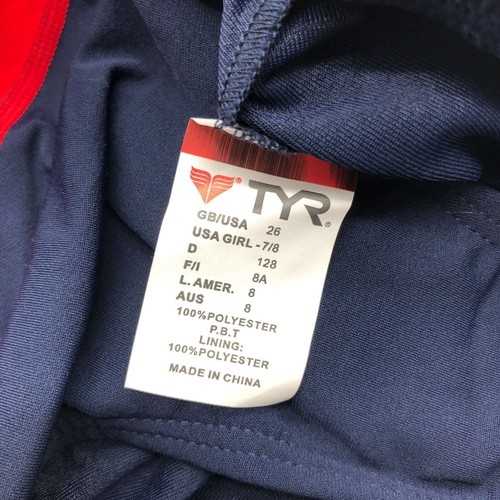 TYR®
GB/USA 26
USA GIRL - 7/8
D 128
F/I 8A
L. AMER. 8
AUS 8
100%POLYESTER
P.B.T
LINING:
100%POLYESTER
MADE IN CHINA